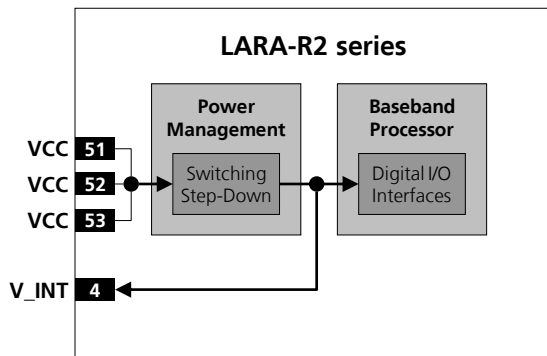 LARA-R2 series
Power
Management
Baseband
Processor
VCC 51
VCC 52
VCC 53
Switching
Step-Down
Digital I/O
Interfaces
V_INT 4